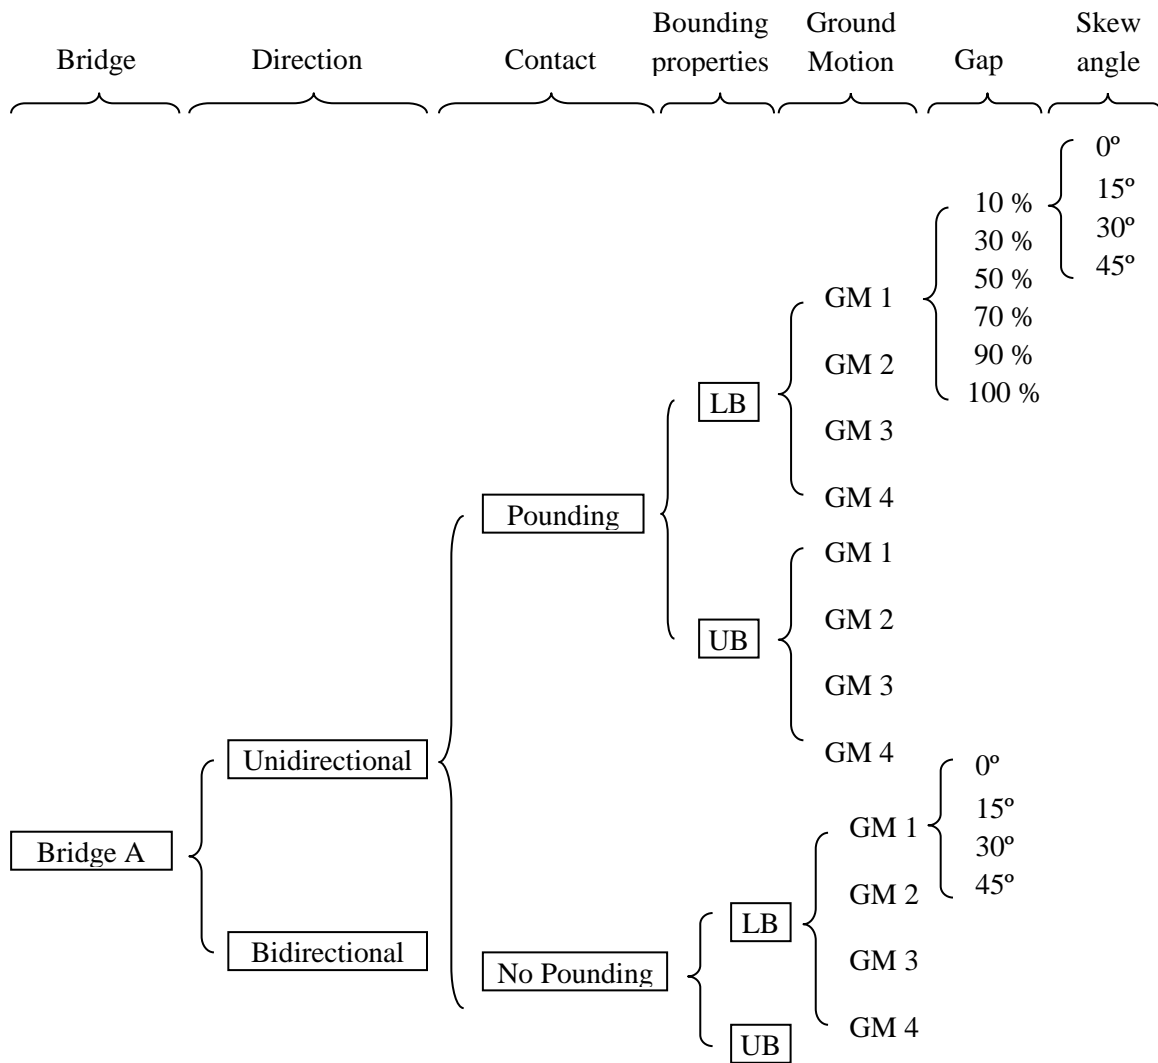 Bridge
Direction
Contact
Bounding
properties
Ground
Motion
Gap
Skew
angle
0º
15º
30º
45º
10 %
30 %
50 %
70 %
90 %
100 %
GM 1
GM 2
GM 3
GM 4
LB
Pounding
GM 1
GM 2
GM 3
GM 4
UB
Unidirectional
0º
15º
30º
45º
Bridge A
GM 1
GM 2
GM 3
GM 4
LB
Bidirectional
No Pounding
UB